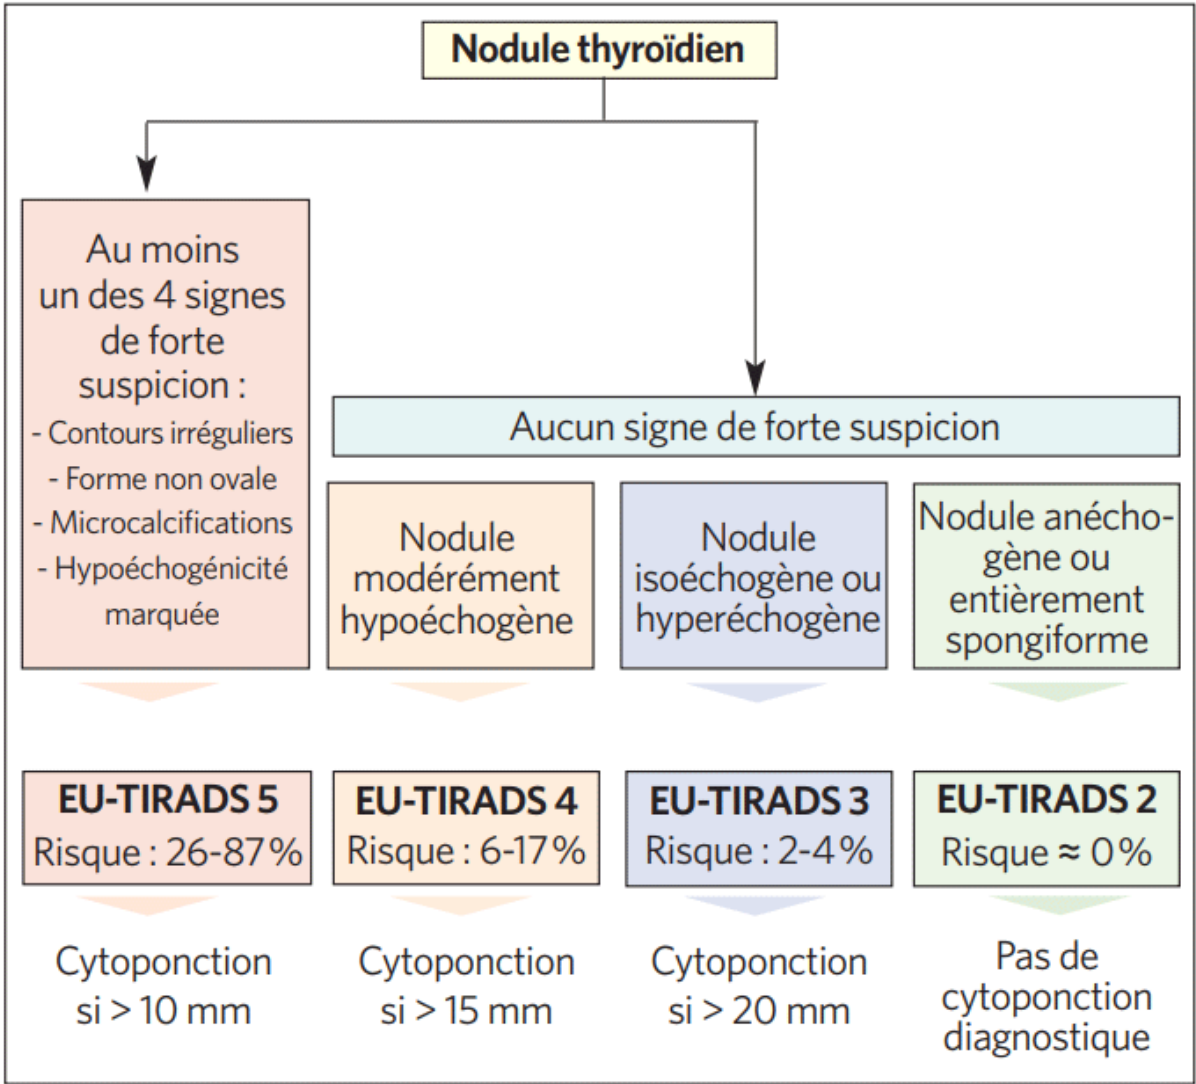 Nodule thyroïdien
Au moins
un des 4 signes
de forte
suspicion :
- Contours irréguliers
- Forme non ovale
- Microcalcifications
- Hypoéchogénicité
marquée
Aucun signe de forte suspicion
Nodule
modérément
hypoéchogène
Nodule
isoéchogène ou
hyperéchogène
Nodule anécho-
gène ou
entièrement
spongiforme
EU-TIRADS 5
Risque : 26-87 %
EU-TIRADS 4
Risque : 6-17 %
EU-TIRADS 3
Risque : 2-4 %
EU-TIRADS 2
Risque ≈ 0 %
Cytoponction
si > 10 mm
Cytoponction
si > 15 mm
Cytoponction
si > 20 mm
Pas de
cytoponction
diagnostique